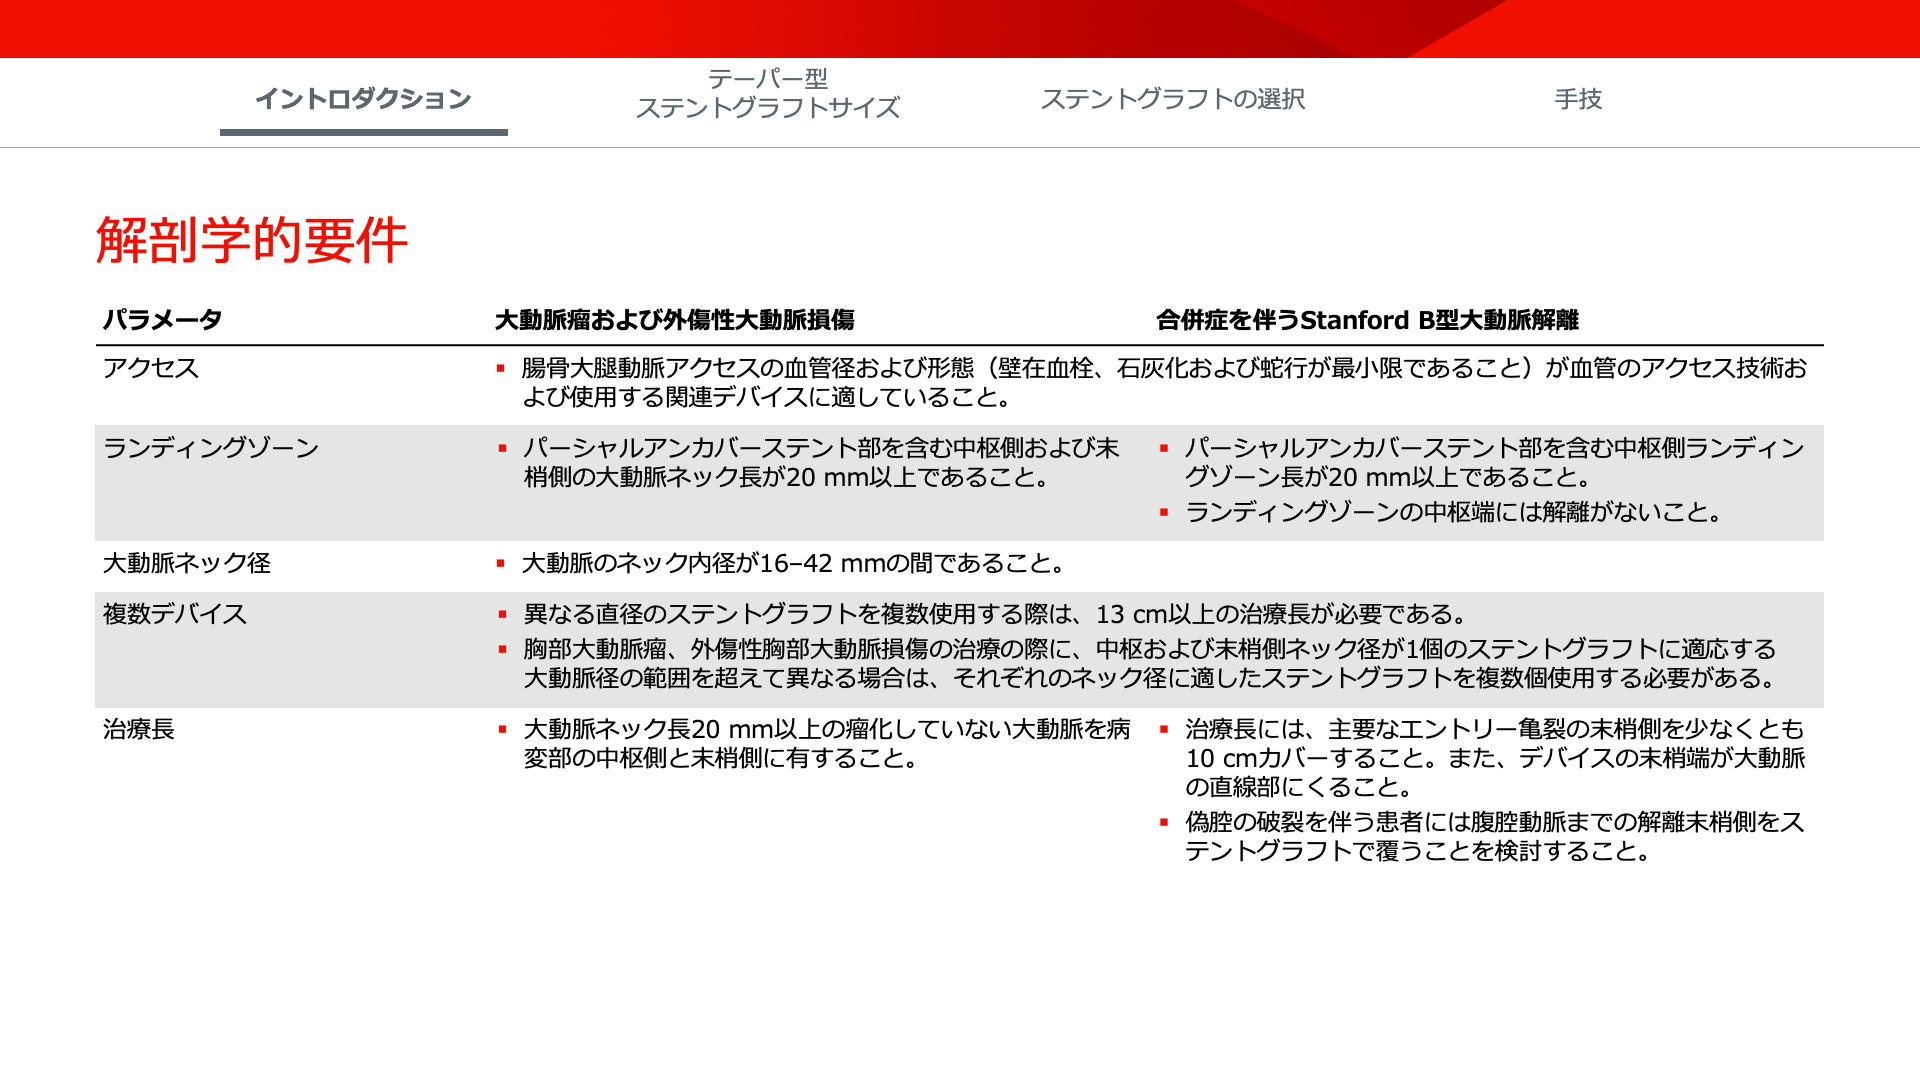 イントロダクション
テーパー型
ステントグラフトサイズ
ステントグラフトの選択
手技
解剖学的要件
パラメータ
大動脈瘤および外傷性大動脈損傷
合併症を伴うStanford B型大動脈解離
アクセス
▪ 腸骨大腿動脈アクセスの血管径および形態（壁在血栓、石灰化および蛇行が最小限であること）が血管のアクセス技術お
よび使用する関連デバイスに適していること。
ランディングゾーン
▪ パーシャルアンカバーステント部を含む中枢側および末
梢側の大動脈ネック長が20 mm以上であること。
▪ パーシャルアンカバーステント部を含む中枢側ランディン
グゾーン長が20 mm以上であること。
▪ ランディングゾーンの中枢端には解離がないこと。
大動脈ネック径
▪ 大動脈のネック内径が16–42 mmの間であること。
複数デバイス
▪ 異なる直径のステントグラフトを複数使用する際は、13 cm以上の治療長が必要である。
▪ 胸部大動脈瘤、外傷性胸部大動脈損傷の治療の際に、中枢および末梢側ネック径が1個のステントグラフトに適応する
大動脈径の範囲を超えて異なる場合は、それぞれのネック径に適したステントグラフトを複数個使用する必要がある。
治療長
▪ 大動脈ネック長20 mm以上の瘤化していない大動脈を病
変部の中枢側と末梢側に有すること。
▪ 治療長には、主要なエントリー亀裂の末梢側を少なくとも
10 cmカバーすること。また、デバイスの末梢端が大動脈
の直線部にくること。
▪ 偽腔の破裂を伴う患者には腹腔動脈までの解離末梢側をス
テントグラフトで覆うことを検討すること。